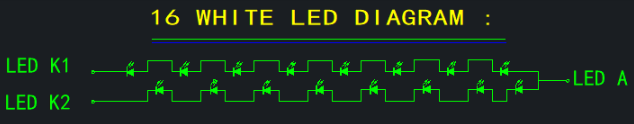 16 WHITE LED DIAGRAM :
LED K1
LED A
LED K2